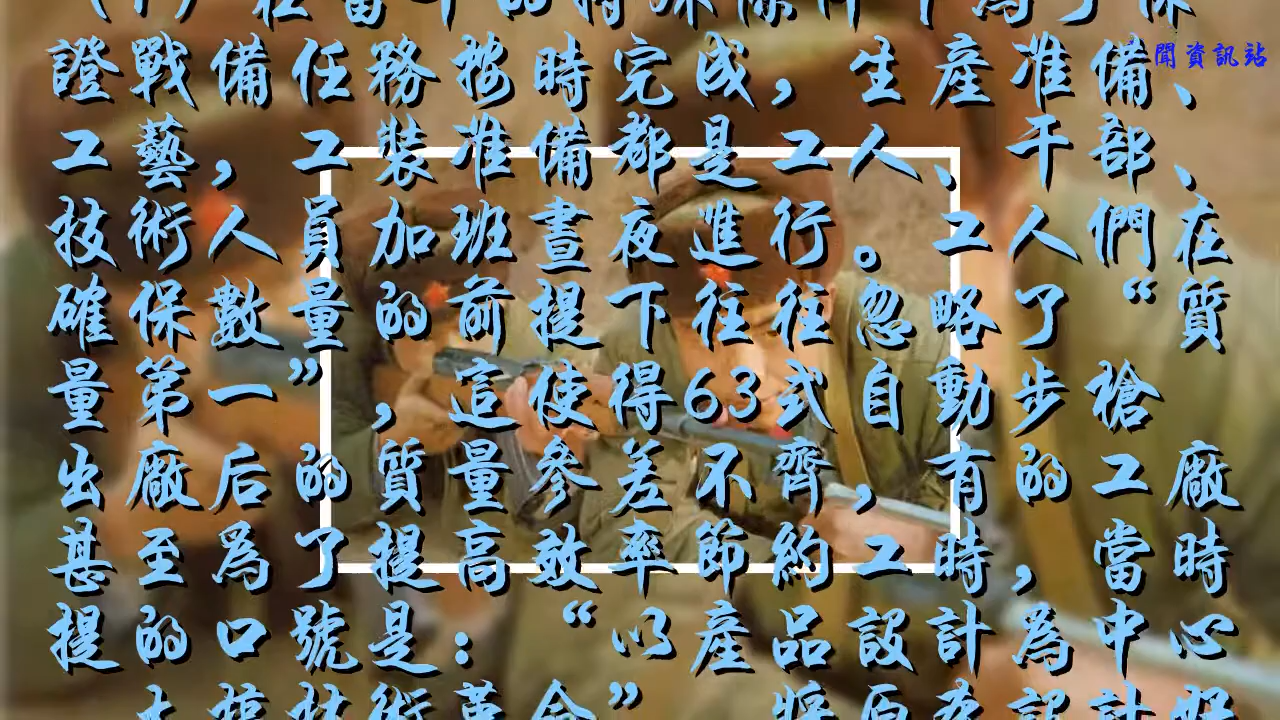 證戰備任務按時完成，生產准備、
聞資訊站
工藝，工裝准備都是工人、干部、
技術人員加班晝夜進行。工人們在
確保數量的前提下往往忽略了“質
量第一”，這使得63式自動步槍
出廠后的質量參差不齊，有的工廠
甚至為了提高效率節約工時，當時
提的口號是：“以產品設計為中心